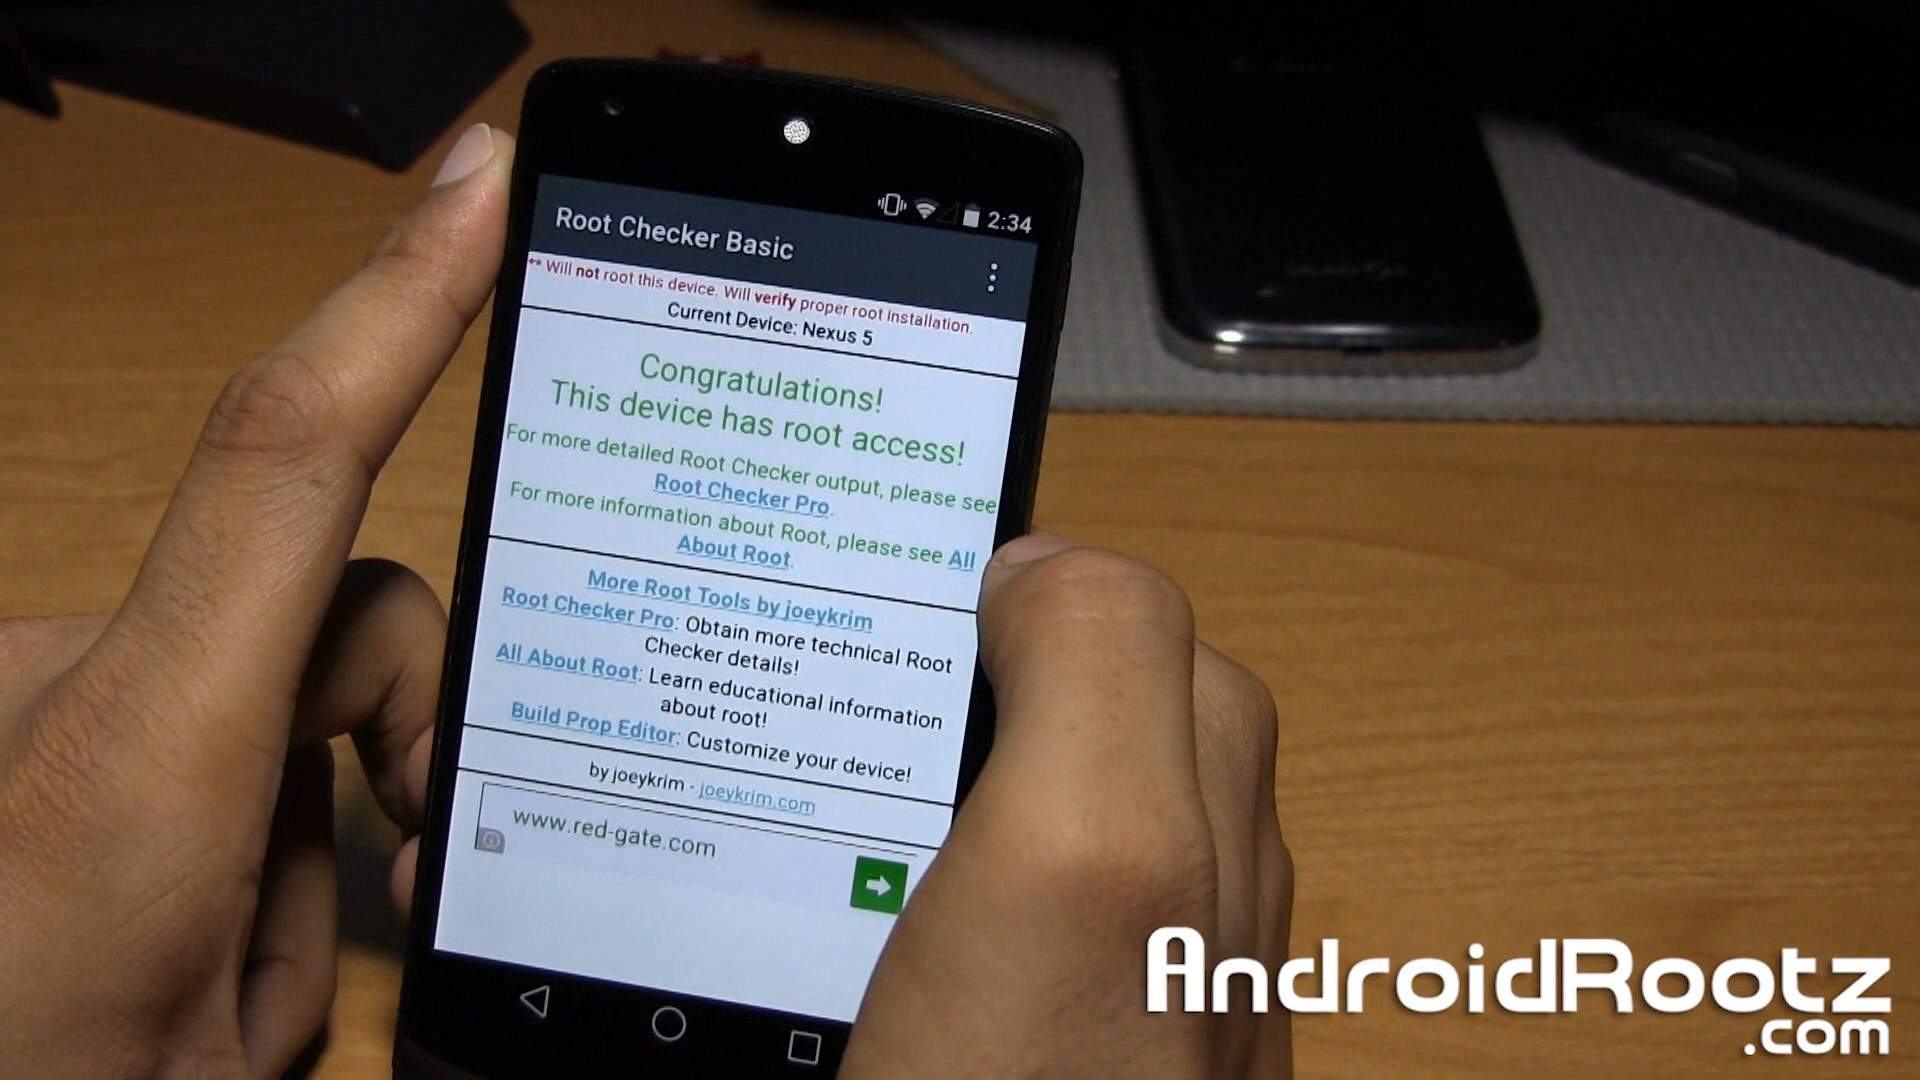 2:34
Root Checker Basic
** Will not root this device. Will verify proper root installation.
Current Device: Nexus 5
Congratulations!
This device has root access!
For more detailed Root Checker output, please see
Root Checker Pro.
For more information about Root, please see All
About Root.
More Root Tools by joeykrim
Root Checker Pro: Obtain more technical Root
Checker details!
All About Root: Learn educational information
about root!
Build Prop Editor: Customize your device!
by joeykrim - joeykrim.com
www.red-gate.com
AndroidRootz
.com